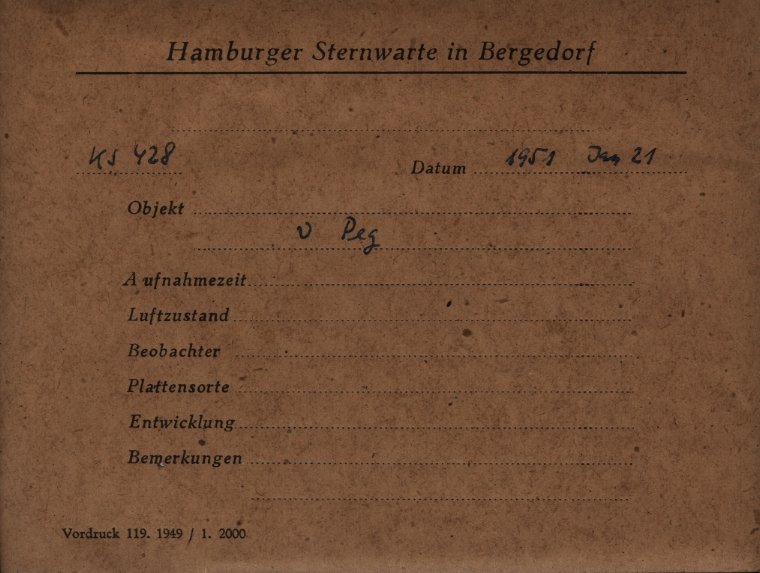 Hamburger Sternwarte in Bergedorf
KS 428 Datum 1951 Jan 21
Objekt
υ Peg
Aufnahmezeit
Luftzustand
Beobachter
Plattensorte
Entwicklung
Bemerkungen
Vordruck 119. 1949 / 1. 2000